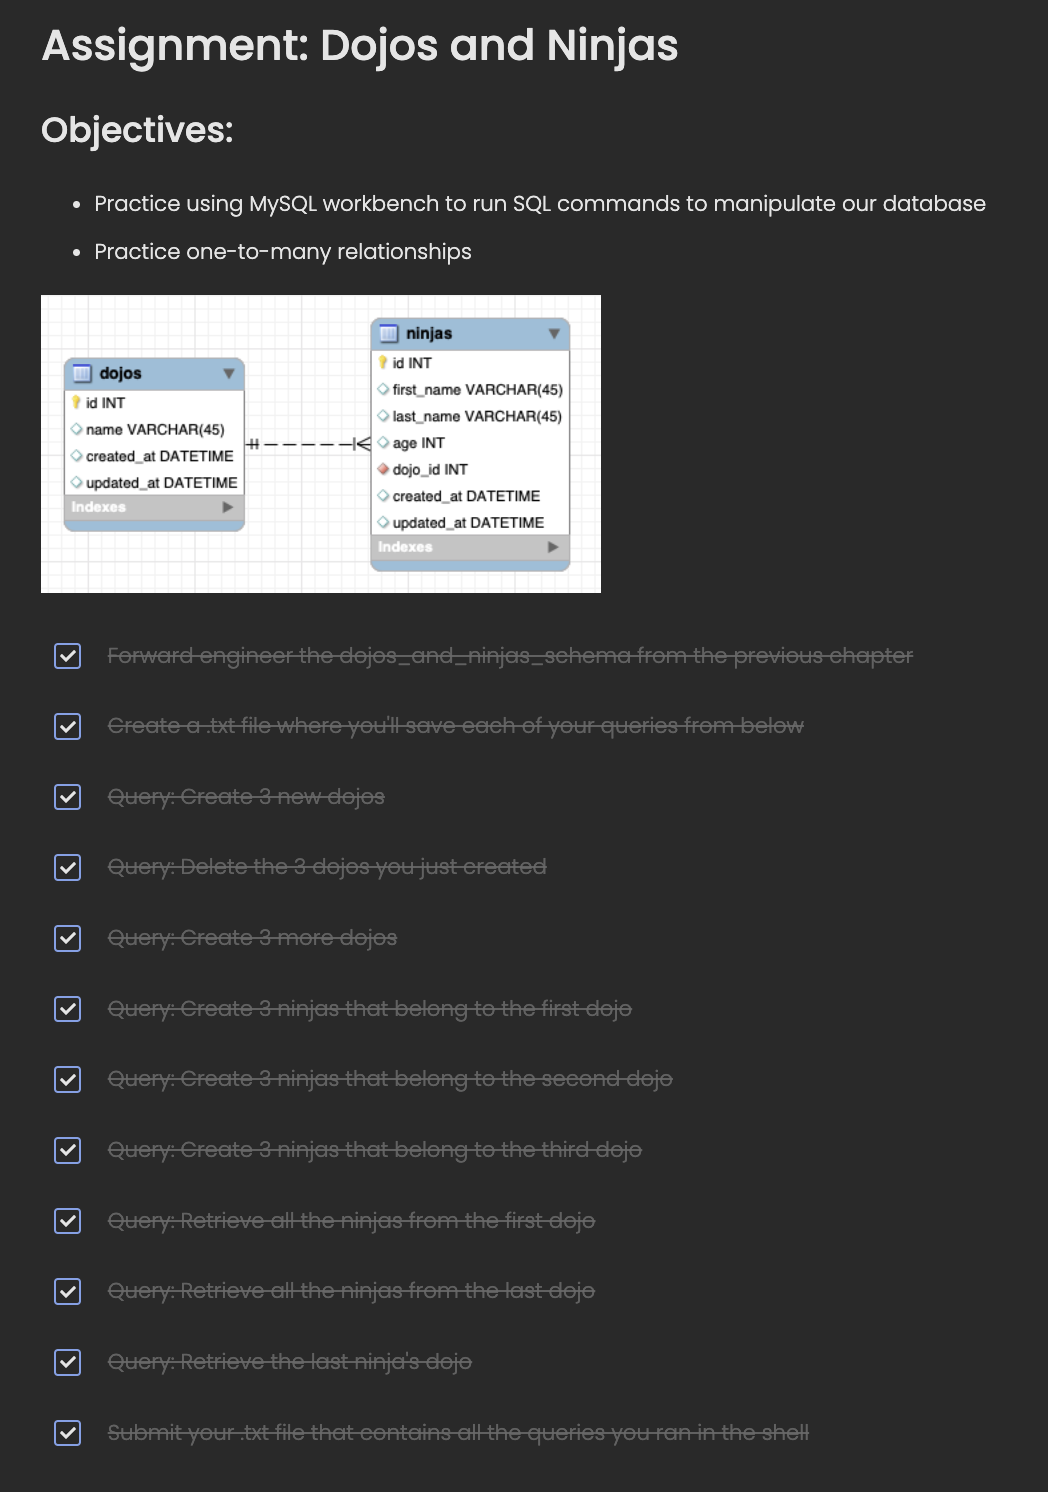 Assignment: Dojos and Ninjas
Objectives:
• Practice using MySQL workbench to run SQL commands to manipulate our database
• Practice one-to-many relationships
dojos
id INT
name VARCHAR(45)
created_at DATETIME
updated_at DATETIME
Indexes
ninjas
id INT
first_name VARCHAR(45)
last_name VARCHAR(45)
age INT
dojo_id INT
created_at DATETIME
updated_at DATETIME
Indexes
Forward engineer the dojos_and_ninjas_schema from the previous chapter
Create a .txt file where you'll save each of your queries from below
Query: Create 3 new dojos
Query: Delete the 3 dojos you just created
Query: Create 3 more dojos
Query: Create 3 ninjas that belong to the first dojo
Query: Create 3 ninjas that belong to the second dojo
Query: Create 3 ninjas that belong to the third dojo
Query: Retrieve all the ninjas from the first dojo
Query: Retrieve all the ninjas from the last dojo
Query: Retrieve the last ninja's dojo
Submit your .txt file that contains all the queries you ran in the shell